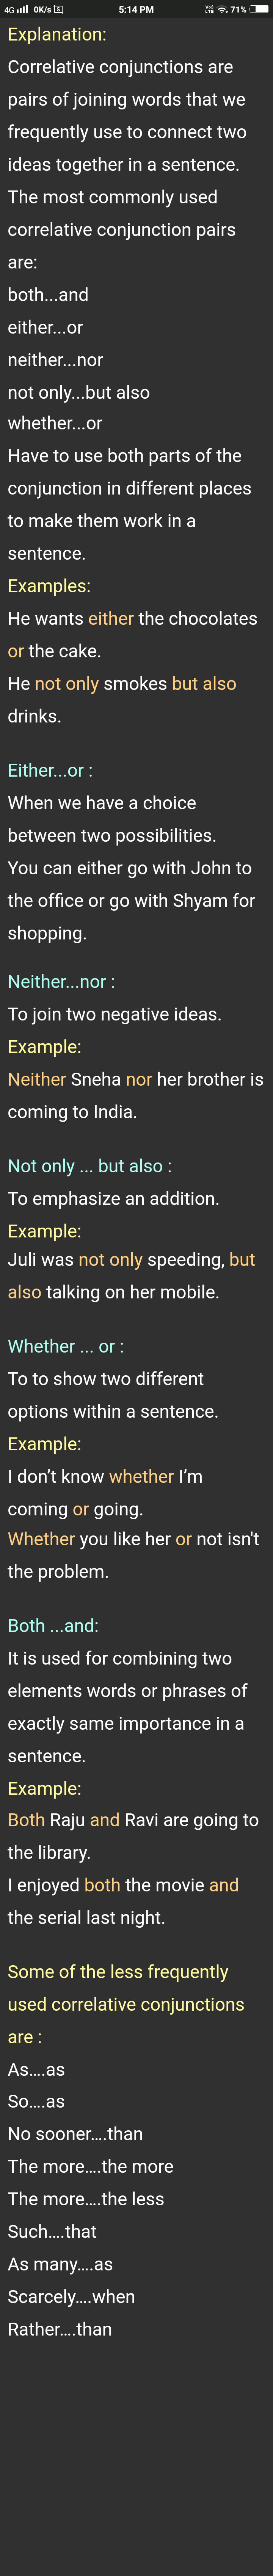 4G 0K/s 5:14 PM 71%
Explanation:
Correlative conjunctions are
pairs of joining words that we
frequently use to connect two
ideas together in a sentence.
The most commonly used
correlative conjunction pairs
are:
both...and
either...or
neither...nor
not only...but also
whether...or
Have to use both parts of the
conjunction in different places
to make them work in a
sentence.
Examples:
He wants either the chocolates
or the cake.
He not only smokes but also
drinks.
Either...or :
When we have a choice
between two possibilities.
You can either go with John to
the office or go with Shyam for
shopping.
Neither...nor :
To join two negative ideas.
Example:
Neither Sneha nor her brother is
coming to India.
Not only ... but also :
To emphasize an addition.
Example:
Juli was not only speeding, but
also talking on her mobile.
Whether ... or :
To to show two different
options within a sentence.
Example:
I don’t know whether I’m
coming or going.
Whether you like her or not isn't
the problem.
Both ...and:
It is used for combining two
elements words or phrases of
exactly same importance in a
sentence.
Example:
Both Raju and Ravi are going to
the library.
I enjoyed both the movie and
the serial last night.
Some of the less frequently
used correlative conjunctions
are :
As….as
So….as
No sooner….than
The more….the more
The more….the less
Such….that
As many….as
Scarcely….when
Rather….than